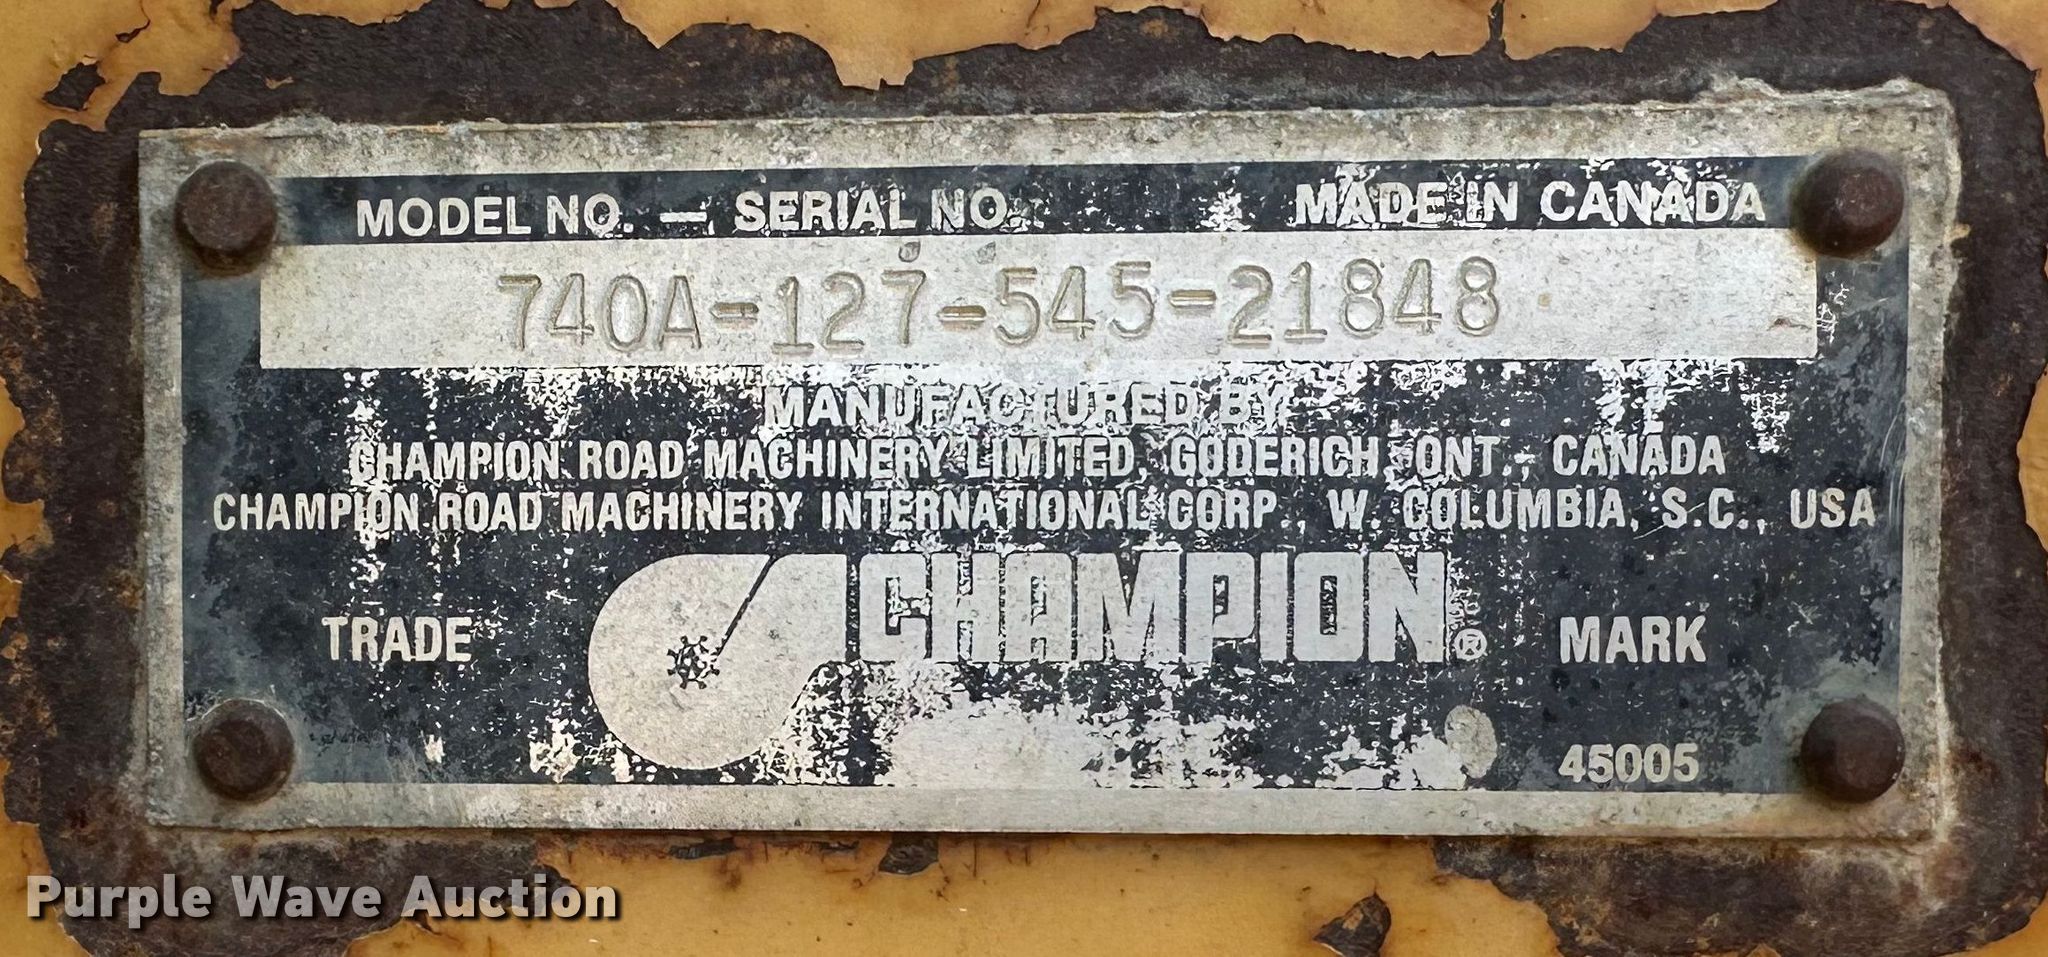 MODEL NO. — SERIAL NO. MADE IN CANADA
740A-127-545-21848
MANUFACTURED BY
CHAMPION ROAD MACHINERY LIMITED, GODERICH, ONT., CANADA
CHAMPION ROAD MACHINERY INTERNATIONAL CORP., W. COLUMBIA, S.C., USA
TRADE CHAMPION® MARK
45005
Purple Wave Auction